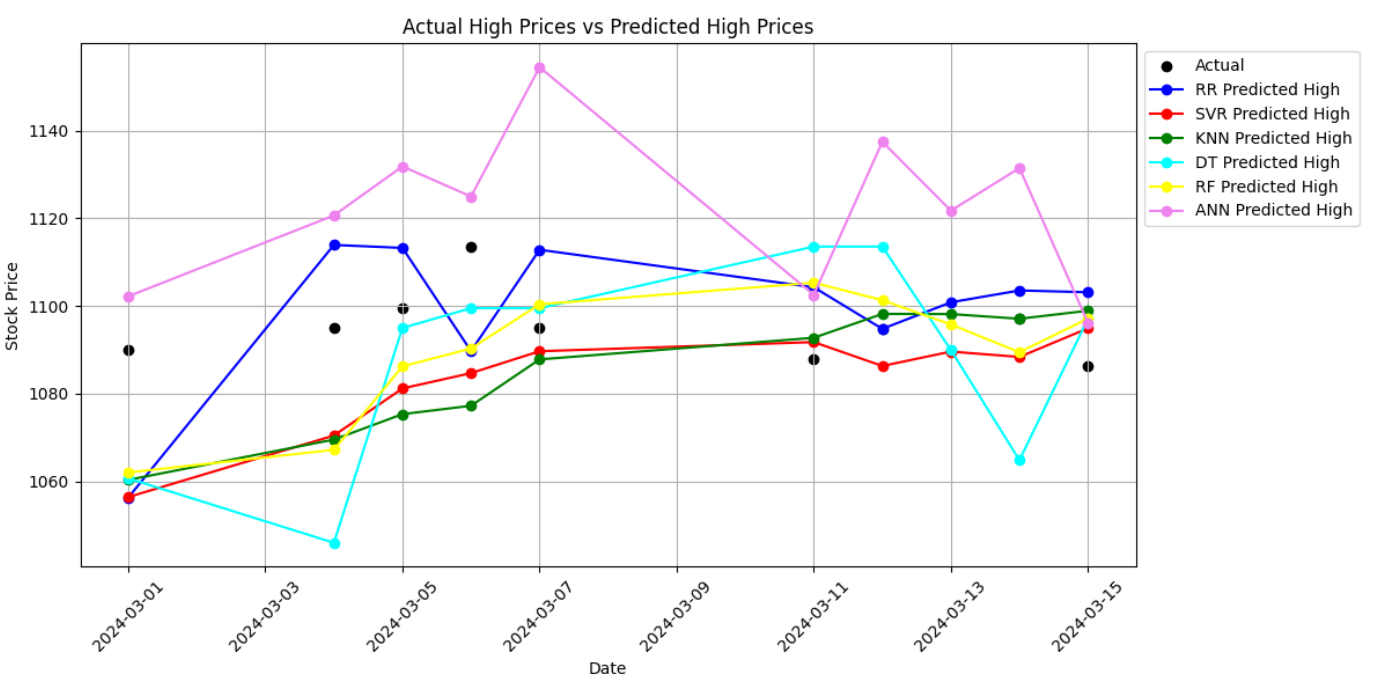 Actual High Prices vs Predicted High Prices
Actual
RR Predicted High
SVR Predicted High
KNN Predicted High
DT Predicted High
RF Predicted High
ANN Predicted High
Stock Price
1140
1120
1100
1080
1060
2024-03-01
2024-03-03
2024-03-05
2024-03-07
2024-03-09
2024-03-11
2024-03-13
2024-03-15
Date